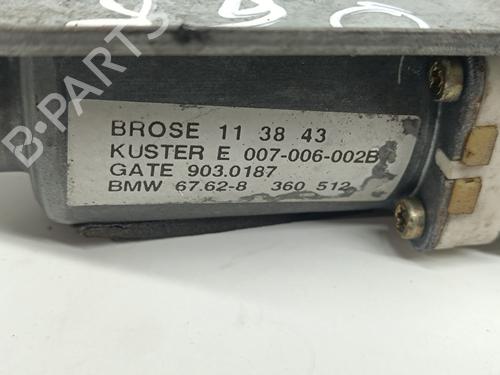 BROSE 11 38 43
KUSTER E 007-006-002B
GATE 903.0187
BMW 67.62-8 360 512
B-PARTS